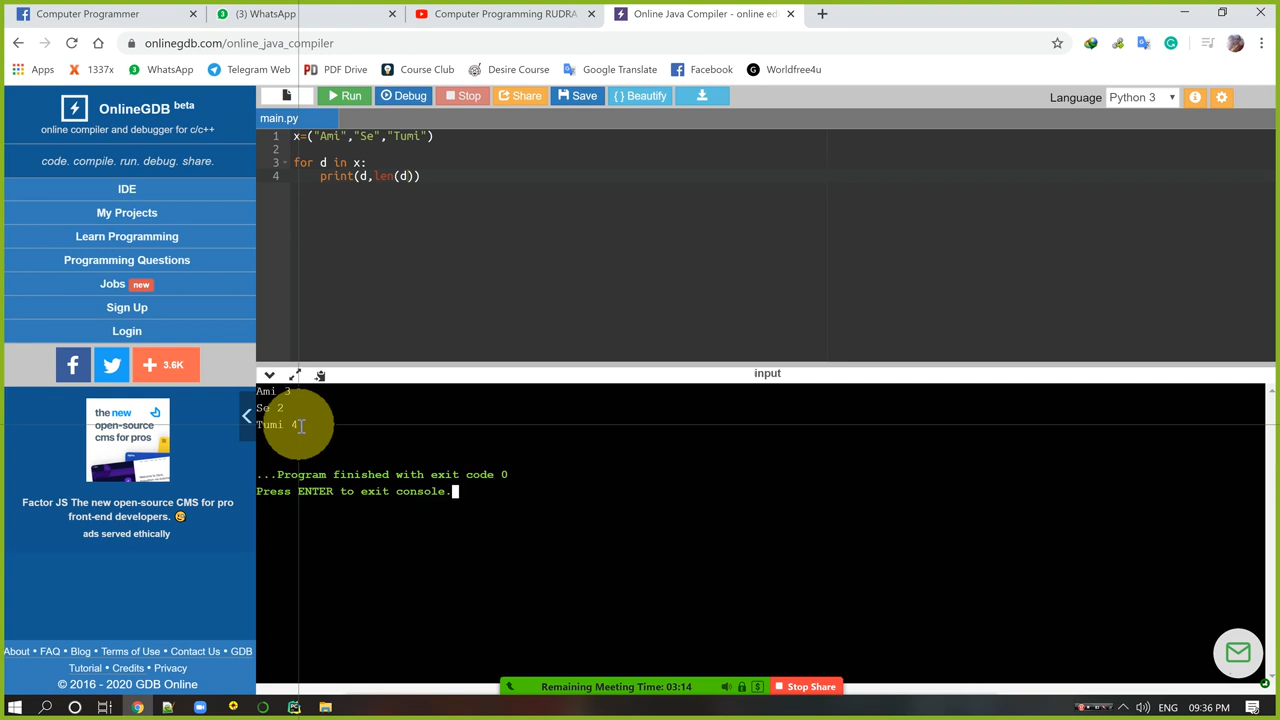 Computer Programmer
(3) WhatsApp
Computer Programming RUDRA
Online Java Compiler - online ed
onlinegdb.com/online_java_compiler
Apps 1337x WhatsApp Telegram Web PDF Drive Course Club Desire Course Google Translate Facebook Worldfree4u
OnlineGDB beta
online compiler and debugger for c/c++
code. compile. run. debug. share.
IDE
My Projects
Learn Programming
Programming Questions
Jobs new
Sign Up
Login
3.6K
the new
open-source
cms for pros
Factor JS The new open-source CMS for pro
front-end developers.
ads served ethically
About • FAQ • Blog • Terms of Use • Contact Us • GDB
Tutorial • Credits • Privacy
© 2016 - 2020 GDB Online
Run Debug Stop Share Save { } Beautify
Language Python 3
main.py
1 x=("Ami","Se","Tumi")
2
3 for d in x:
4 print(d,len(d))
input
Ami 3
Se 2
Tumi 4
...Program finished with exit code 0
Press ENTER to exit console.
Remaining Meeting Time: 03:14 Stop Share
ENG 09:36 PM